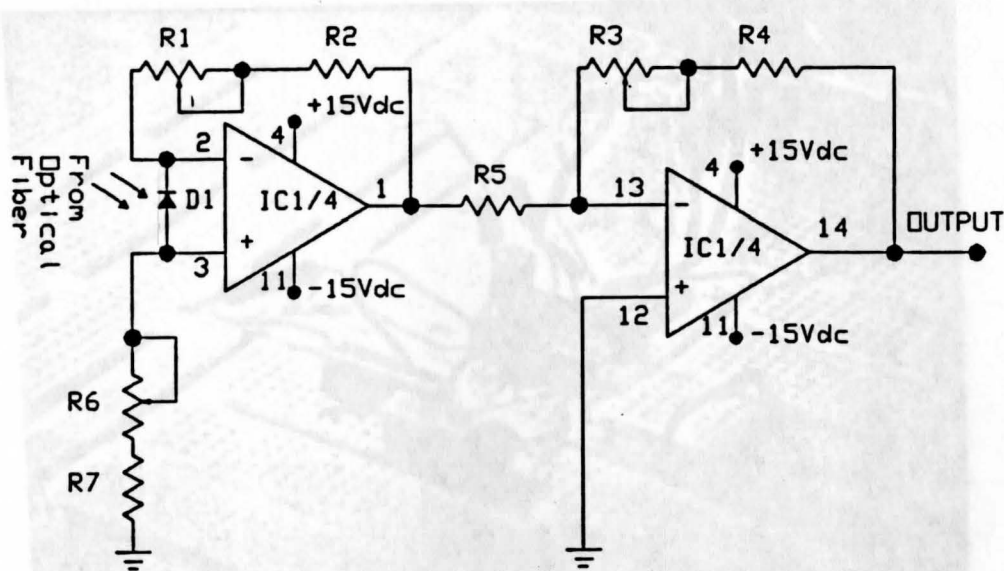 R1
R2
+15Vdc
4
2
-
D1
IC1/4
1
+
3
11
-15Vdc
From
Optical
Fiber
R6
R7
R5
R3
R4
4
+15Vdc
13
-
IC1/4
14
OUTPUT
+
12
11
-15Vdc